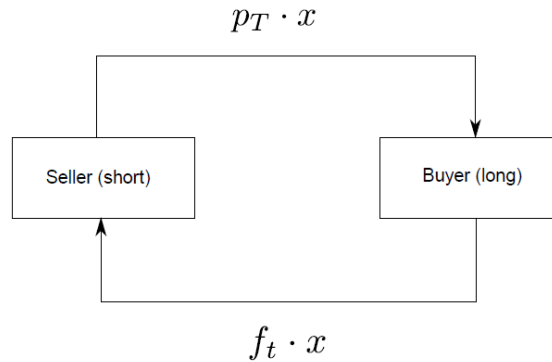 p_T · x
Seller (short)
Buyer (long)
f_t · x